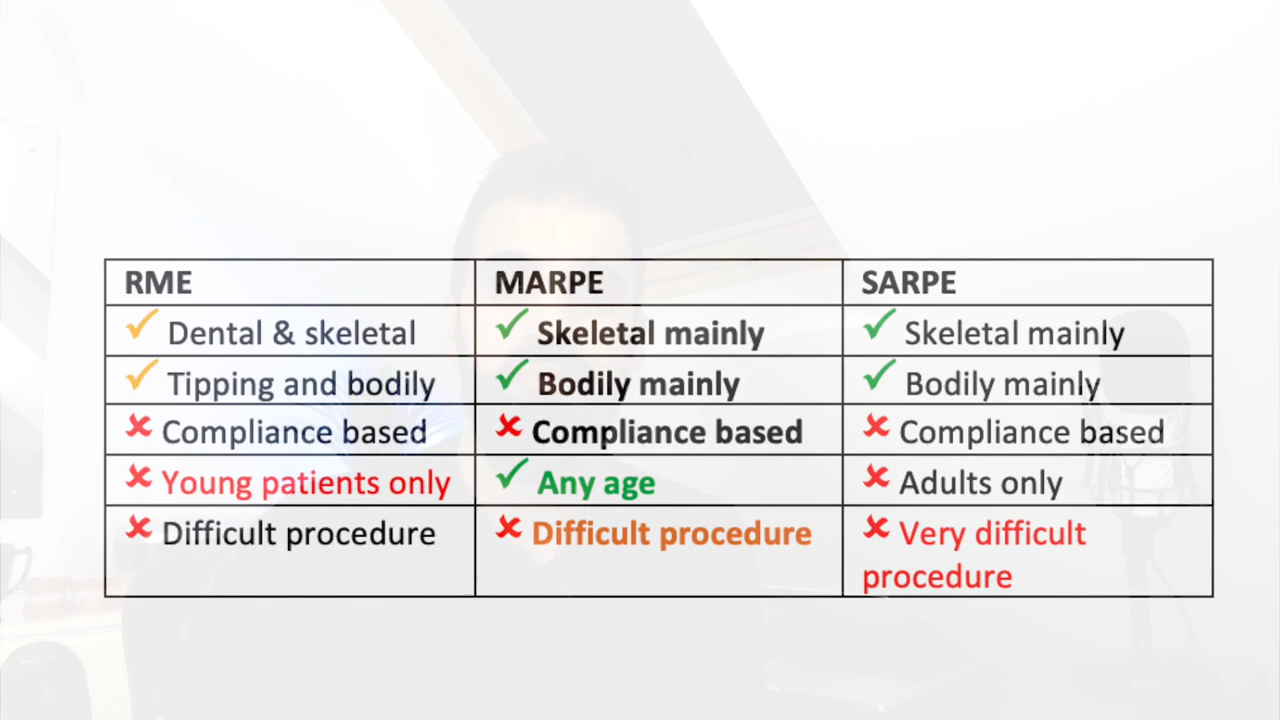 RME MARPE SARPE
✓ Dental & skeletal ✓ Skeletal mainly ✓ Skeletal mainly
✓ Tipping and bodily ✓ Bodily mainly ✓ Bodily mainly
✗ Compliance based ✗ Compliance based ✗ Compliance based
✗ Young patients only ✓ Any age ✗ Adults only
✗ Difficult procedure ✗ Difficult procedure ✗ Very difficult
procedure